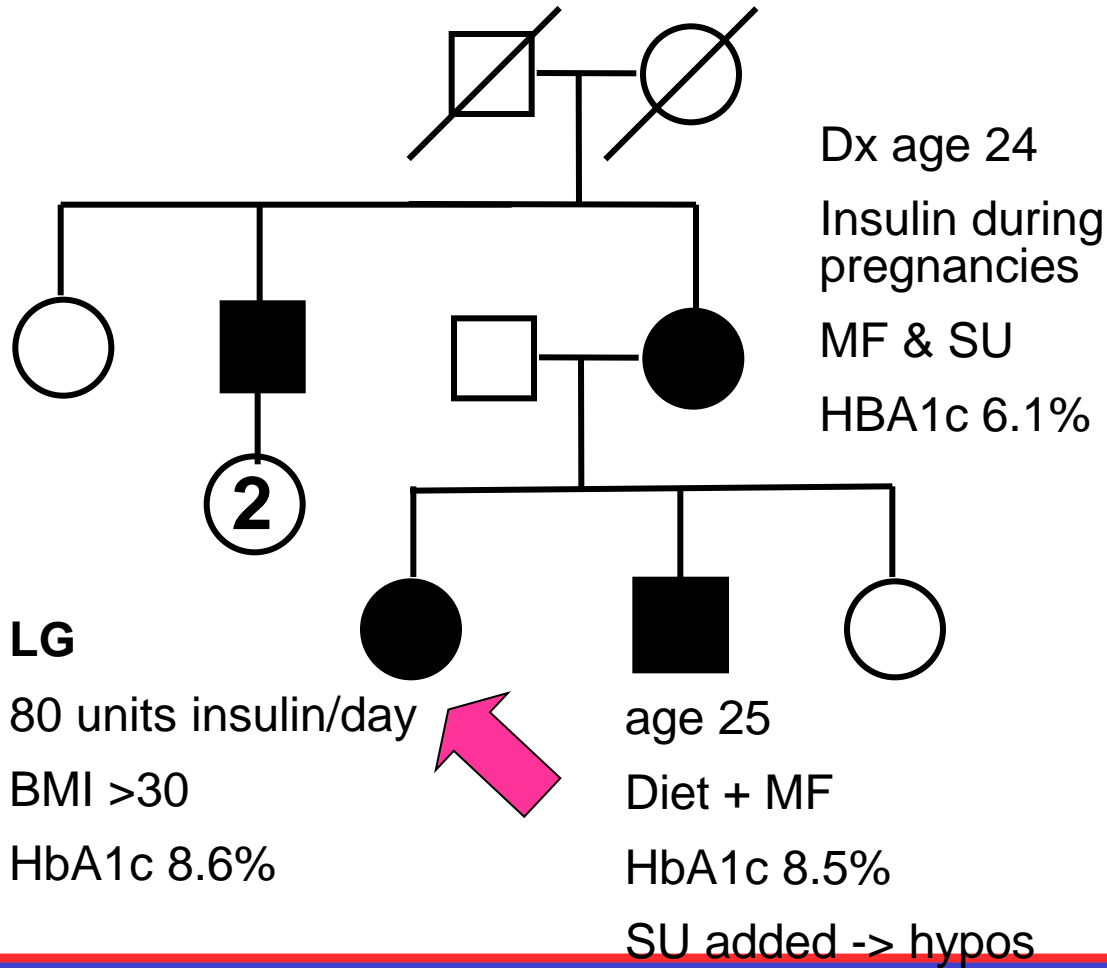 Dx age 24
Insulin during
pregnancies
MF & SU
HBA1c 6.1%
2
LG
80 units insulin/day
BMI >30
HbA1c 8.6%
age 25
Diet + MF
HbA1c 8.5%
SU added -> hypos